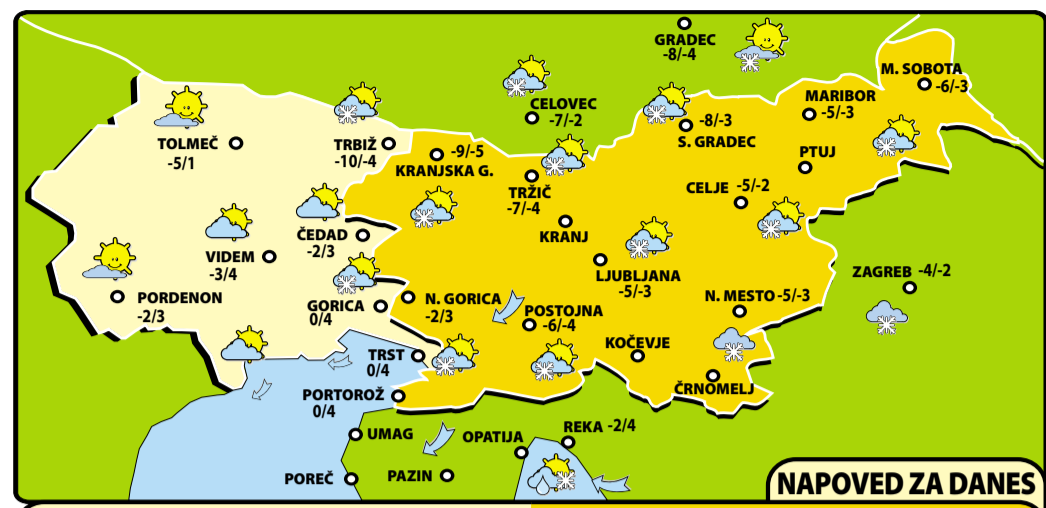 GRADEC
-8/-4
M. SOBOTA
-6/-3
MARIBOR
-5/-3
CELOVEC
-7/-2
-8/-3
S. GRADEC
TOLMEČ
-5/1
TRBIŽ
-10/-4
-9/-5
KRANJSKA G.
PTUJ
TRŽIČ
-7/-4
CELJE -5/-2
KRANJ
ČEDAD
-2/3
VIDEM
-3/4
LJUBLJANA
-5/-3
ZAGREB -4/-2
PORDENON
-2/3
GORICA
0/4
N. GORICA
-2/3
POSTOJNA
-6/-4
N. MESTO -5/-3
TRST
0/4
KOČEVJE
ČRNOMELJ
PORTOROŽ
0/4
UMAG
OPATIJA
REKA -2/4
POREČ
PAZIN
NAPOVED ZA DANES